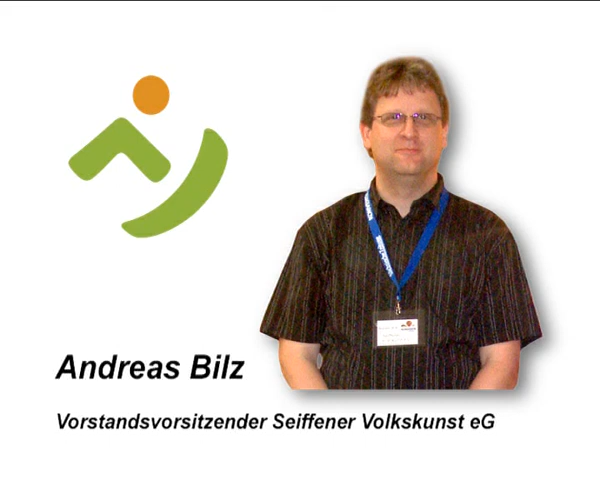 Andreas Bilz
Vorstandsvorsitzender Seiffener Volkskunst eG